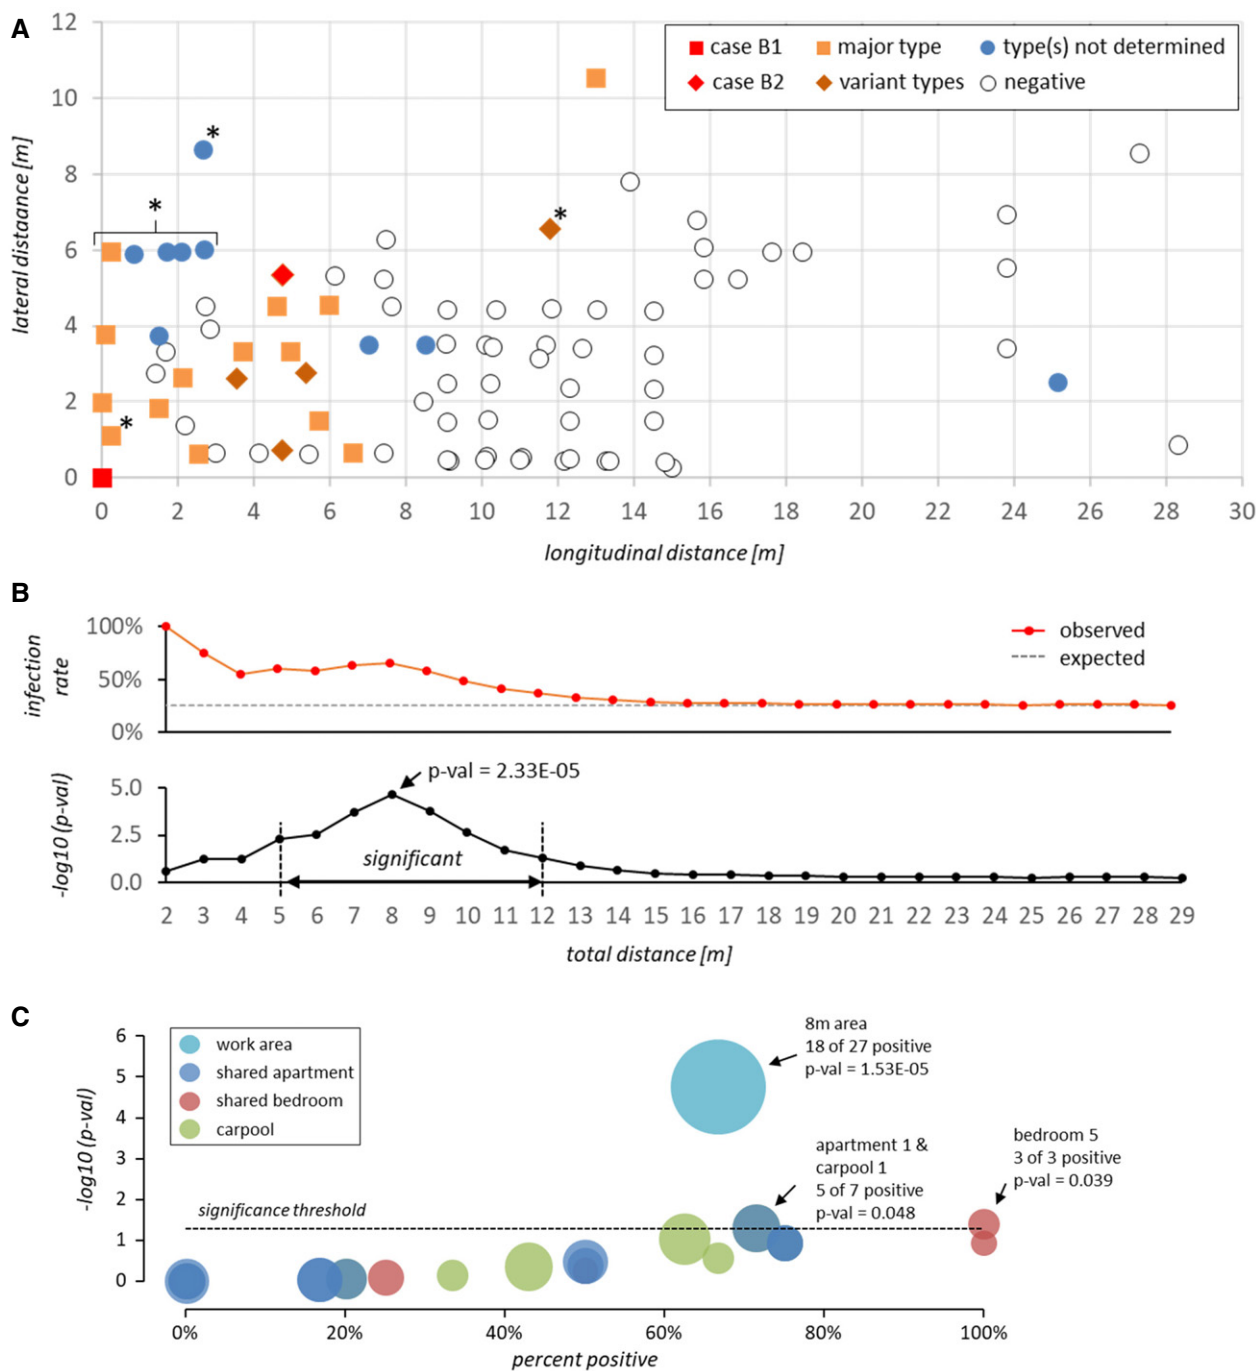 A
12
10
8
6
4
2
0
lateral distaance [m]
case B1
major type
type(s) not determined
case B2
variant types
negative
*
*
*
*
0 2 4 6 8 10 12 14 16 18 20 22 24 26 28 30
longitudinal distance [m]
B
infection
rate
100%
50%
0%
observed
expected
-log10 (p-val)
5.0
2.5
0.0
p-val = 2.33E-05
significant
2 3 4 5 6 7 8 9 10 11 12 13 14 15 16 17 18 19 20 21 22 23 24 25 26 27 28 29
total distance [m]
C
-log10 (p-val)
6
5
4
3
2
1
0
work area
shared apartment
shared bedroom
carpool
8m area
18 of 27 positive
p-val = 1.53E-05
apartment 1 &
carpool 1
5 of 7 positive
p-val = 0.048
bedroom 5
3 of 3 positive
p-val = 0.039
significance threshold
0% 20% 40% 60% 80% 100%
percent positive